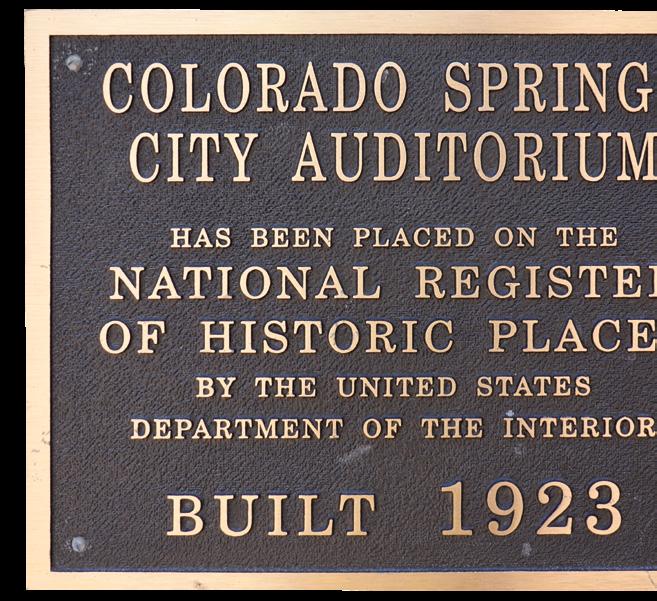 COLORADO SPRING
CITY AUDITORIUM
HAS BEEN PLACED ON THE
NATIONAL REGISTER
OF HISTORIC PLACE
BY THE UNITED STATES
DEPARTMENT OF THE INTERIOR
BUILT 1923